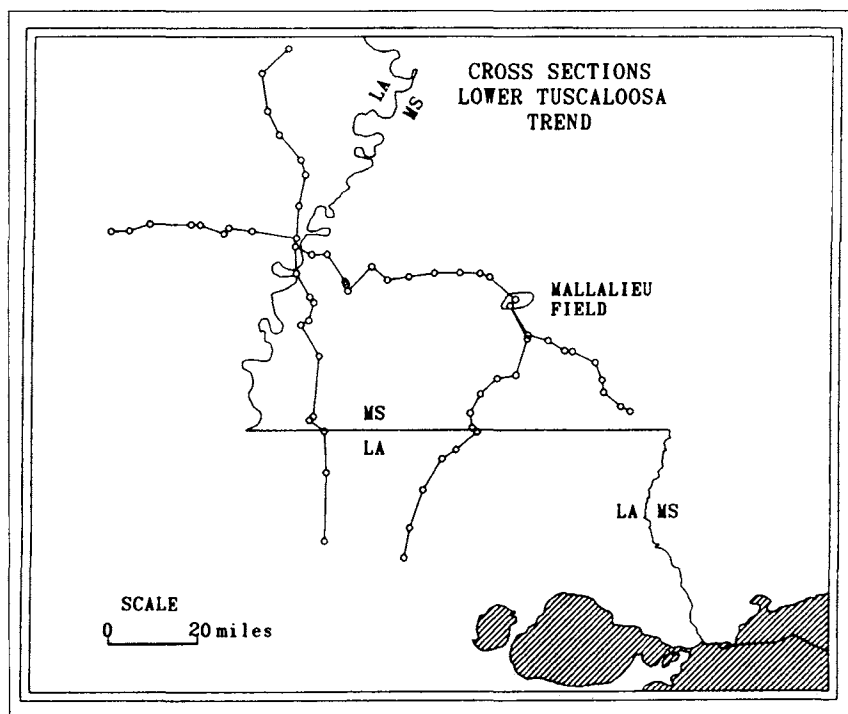 CROSS SECTIONS
LOWER TUSCALOOSA
TREND
LA
MS
MALLALIEU
FIELD
MS
LA
LA MS
SCALE
0 20 miles